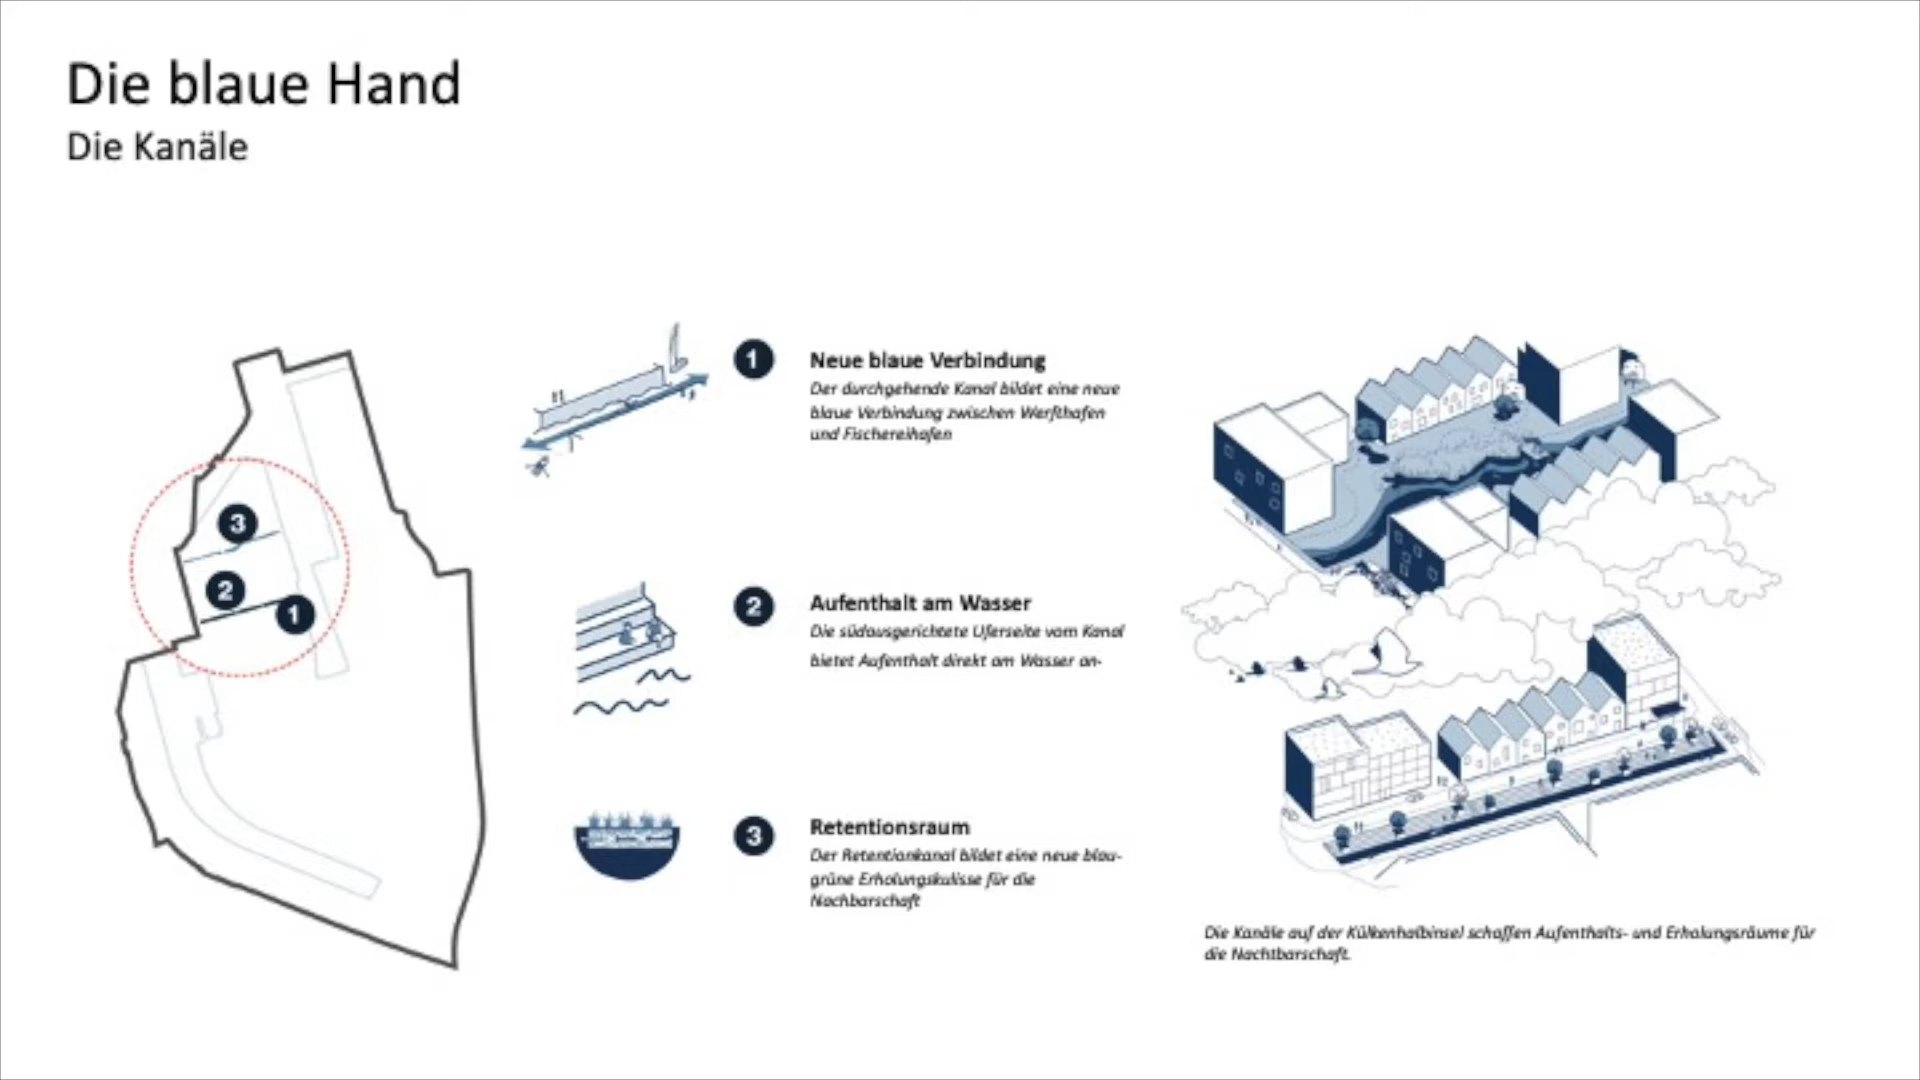 Die blaue Hand
Die Kanäle
3
2
1
1
Neue blaue Verbindung
Der durchgehende Kanal bildet eine neue
blaue Verbindung zwischen Werfthafen
und Fischereihafen
2
Aufenthalt am Wasser
Die südausgerichtete Uferseite vom Kanal
bietet Aufenthalt direkt am Wasser an-
3
Retentionsraum
Der Retentionkanal bildet eine neue blau-
grüne Erholungskulisse für die
Nachbarschaft
Die Kanäle auf der Külkenhalbinsel schaffen Aufenthalts- und Erholungsräume für
die Nachtbarschaft.